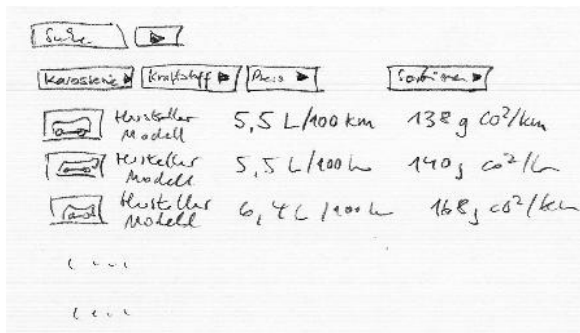 Suche
Karosserie Kraftstoff Preis Sortieren
Hersteller 5,5 L/100 km 138 g CO²/km
Modell
Hersteller 5,5 L/100 km 140 g CO²/km
Modell
Hersteller 6,4 L/100 km 168 g CO²/km
Modell
....
....